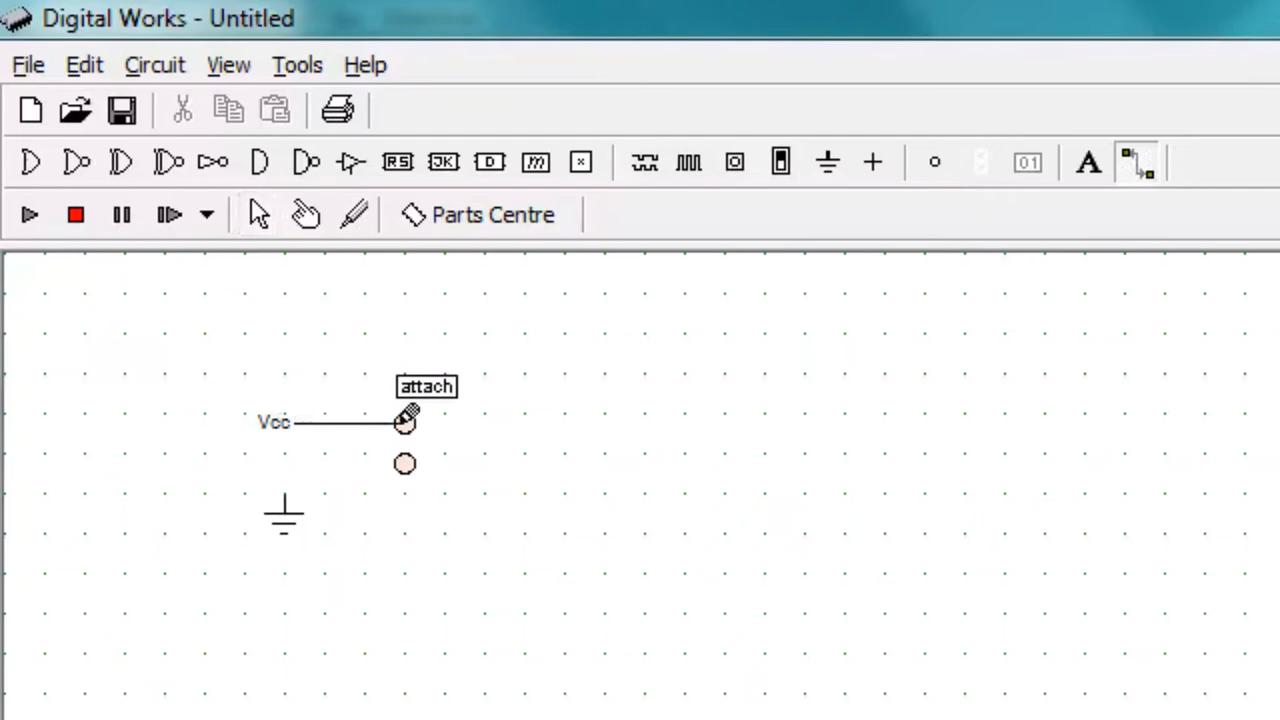 Digital Works - Untitled
File Edit Circuit View Tools Help
RS JK D m x 01 A
Parts Centre
attach
Vcc